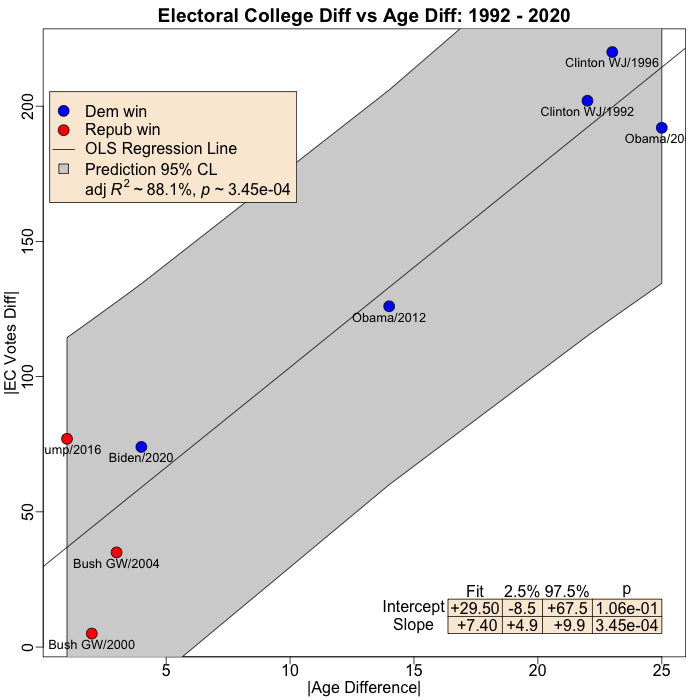 Electoral College Diff vs Age Diff: 1992 - 2020
Clinton WJ/1996
Clinton WJ/1992
Obama/20
Dem win
Repub win
OLS Regression Line
Prediction 95% CL
adj R² ~ 88.1%, p ~ 3.45e-04
Obama/2012
ump/2016
Biden/2020
Bush GW/2004
Bush GW/2000
Fit 2.5% 97.5% p
Intercept +29.50 -8.5 +67.5 1.06e-01
Slope +7.40 +4.9 +9.9 3.45e-04
|EC Votes Diff|
200
150
100
50
0
5 10 15 20 25
|Age Difference|